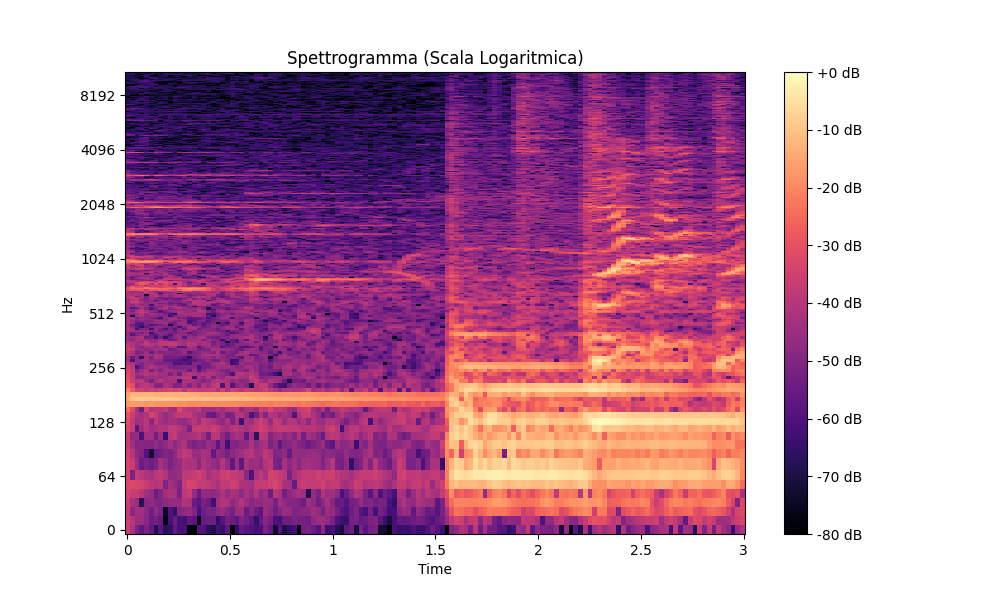 Spettrogramma (Scala Logaritmica)
Hz
8192
4096
2048
1024
512
256
128
64
0
0 0.5 1 1.5 2 2.5 3
Time
+0 dB
-10 dB
-20 dB
-30 dB
-40 dB
-50 dB
-60 dB
-70 dB
-80 dB